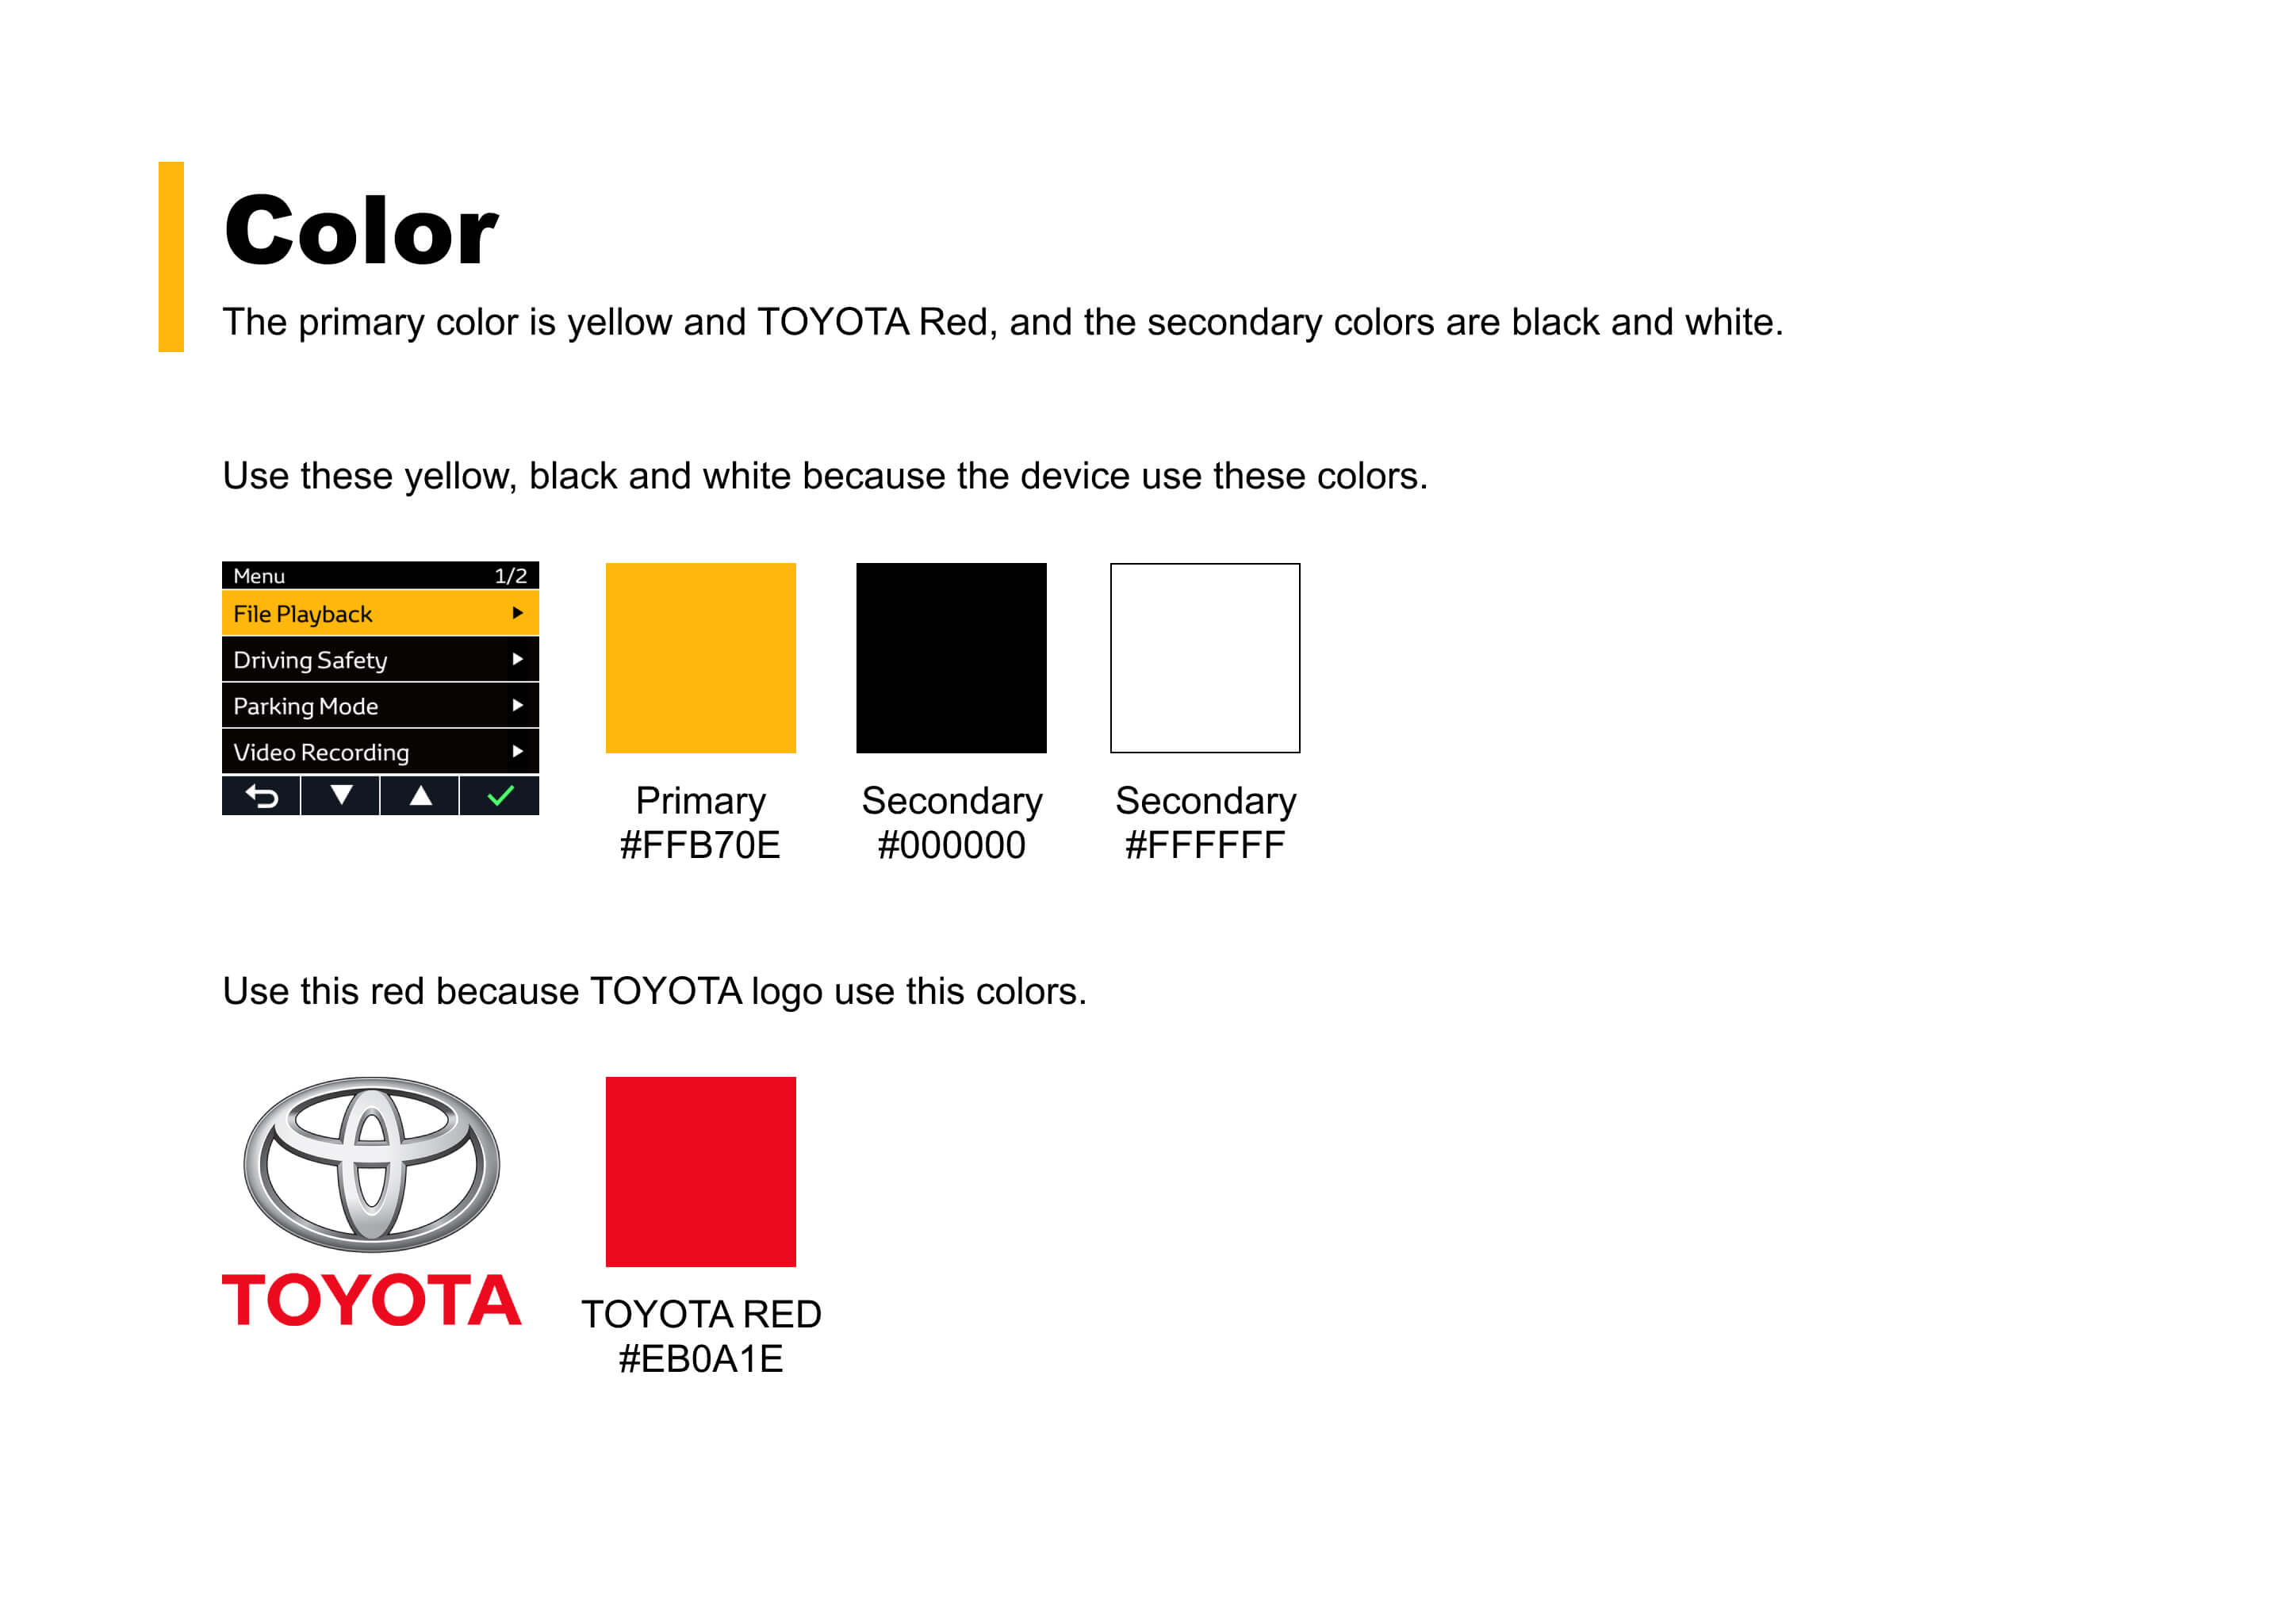 Color
The primary color is yellow and TOYOTA Red, and the secondary colors are black and white.
Use these yellow, black and white because the device use these colors.
Menu 1/2
File Playback
Driving Safety
Parking Mode
Video Recording
Primary
#FFB70E
Secondary
#000000
Secondary
#FFFFFF
Use this red because TOYOTA logo use this colors.
TOYOTA
TOYOTA RED
#EB0A1E